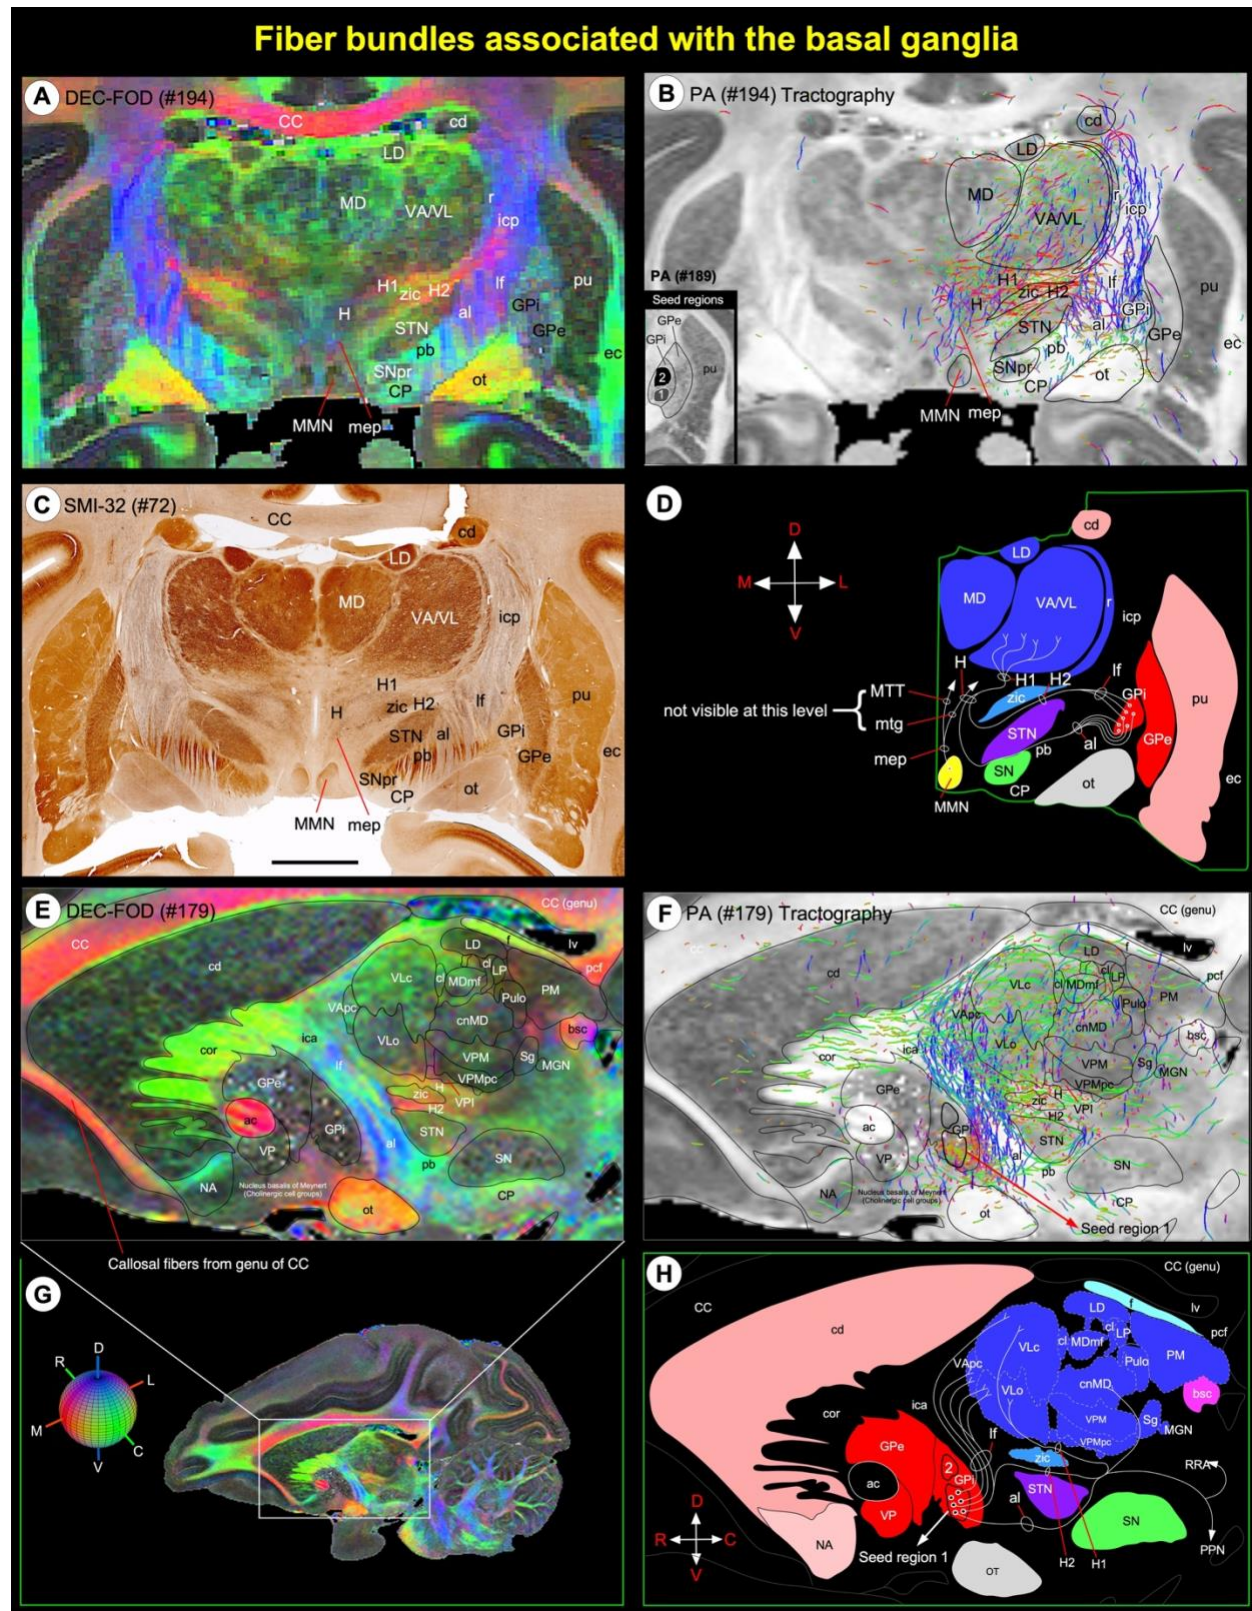 Fiber bundles associated with the basal ganglia
A DEC-FOD (#194)
CC
cd
LD
MD
VA/VL
r
icp
H1
zic
H2
lf
pu
H
al
GPi
STN
GPe
pb
SNpr
ec
CP
ot
MMN
mep
B PA (#194) Tractography
cd
LD
MD
r
icp
VA/VL
PA (#189)
Seed regions
GPe
GPi
pu
2
1
H1
zic
H2
lf
pu
H
GPi
STN
al
GPe
pb
SNpr
ec
CP
ot
MMN
mep
C SMI-32 (#72)
CC
cd
LD
MD
r
VA/VL
icp
H1
zic
H2
lf
pu
H
STN
al
GPi
pb
GPe
ec
SNpr
CP
ot
MMN
mep
D
D
M
L
V
cd
LD
MD
VA/VL
r
icp
H
MTT
H1
H2
lf
not visible at this level
mtg
zic
GPi
pu
STN
GPe
mep
pb
al
SN
CP
ot
ec
MMN
E DEC-FOD (#179)
CC (genu)
CC
cd
LD
f
lv
cl
LP
pcf
VLc
cl
MDmf
PM
VApc
Pulo
cnMD
bsc
cor
ica
VLo
lf
VPM
Sg
MGN
GPe
VPMpc
zic
H
VPI
H2
ac
GPi
STN
al
VP
pb
SN
NA
Nucleus basalis of Meynert
(Cholinergic cell groups)
CP
ot
Callosal fibers from genu of CC
F PA (#179) Tractography
CC (genu)
cc
cd
LD
f
lv
cl
LP
pcf
VLc
cl
MDmf
PM
VApc
Pulo
cnMD
bsc
cor
ica
VLo
VPM
Sg
MGN
GPe
VPMpc
zic
H
VPI
H2
ac
GPi
STN
al
VP
pb
SN
NA
Nucleus basalis of Meynert
(Cholinergic cell groups)
CP
ot
Seed region 1
G
D
R
L
M
C
V
H
CC (genu)
CC
cd
LD
f
lv
cl
LP
pcf
VLc
MDmf
PM
VApc
Pulo
cnMD
bsc
cor
ica
VLo
VPM
Sg
MGN
lf
VPMpc
GPe
2
GPi
zic
RRA
ac
STN
al
VP
SN
D
R
C
V
NA
Seed region 1
OT
H2
H1
PPN